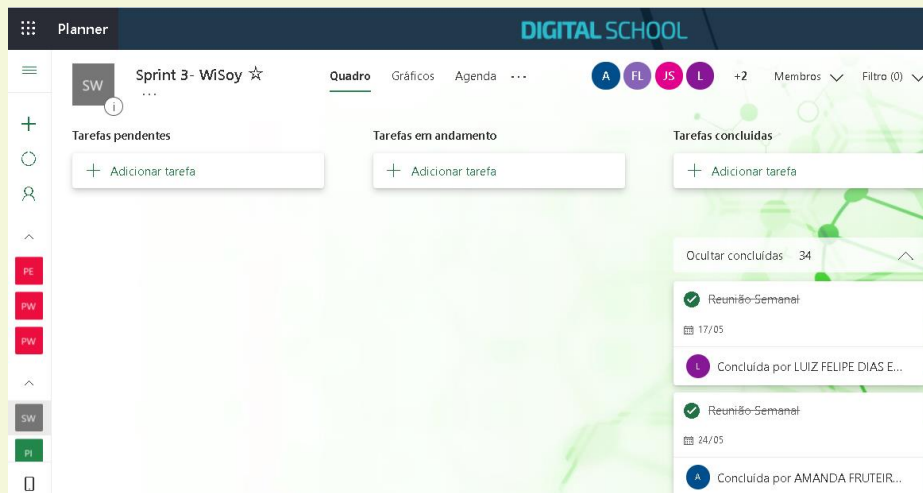 Planner
DIGITAL SCHOOL
SW
Sprint 3- WiSoy
...
Quadro
Gráficos
Agenda
...
A
FL
JS
L
+2
Membros
Filtro (0)
Tarefas pendentes
Tarefas em andamento
Tarefas concluidas
Adicionar tarefa
Adicionar tarefa
Adicionar tarefa
Ocultar concluídas 34
Reunião Semanal
17/05
L
Concluída por LUIZ FELIPE DIAS E...
Reunião Semanal
24/05
A
Concluída por AMANDA FRUTEIR...
PE
PW
PW
SW
PI